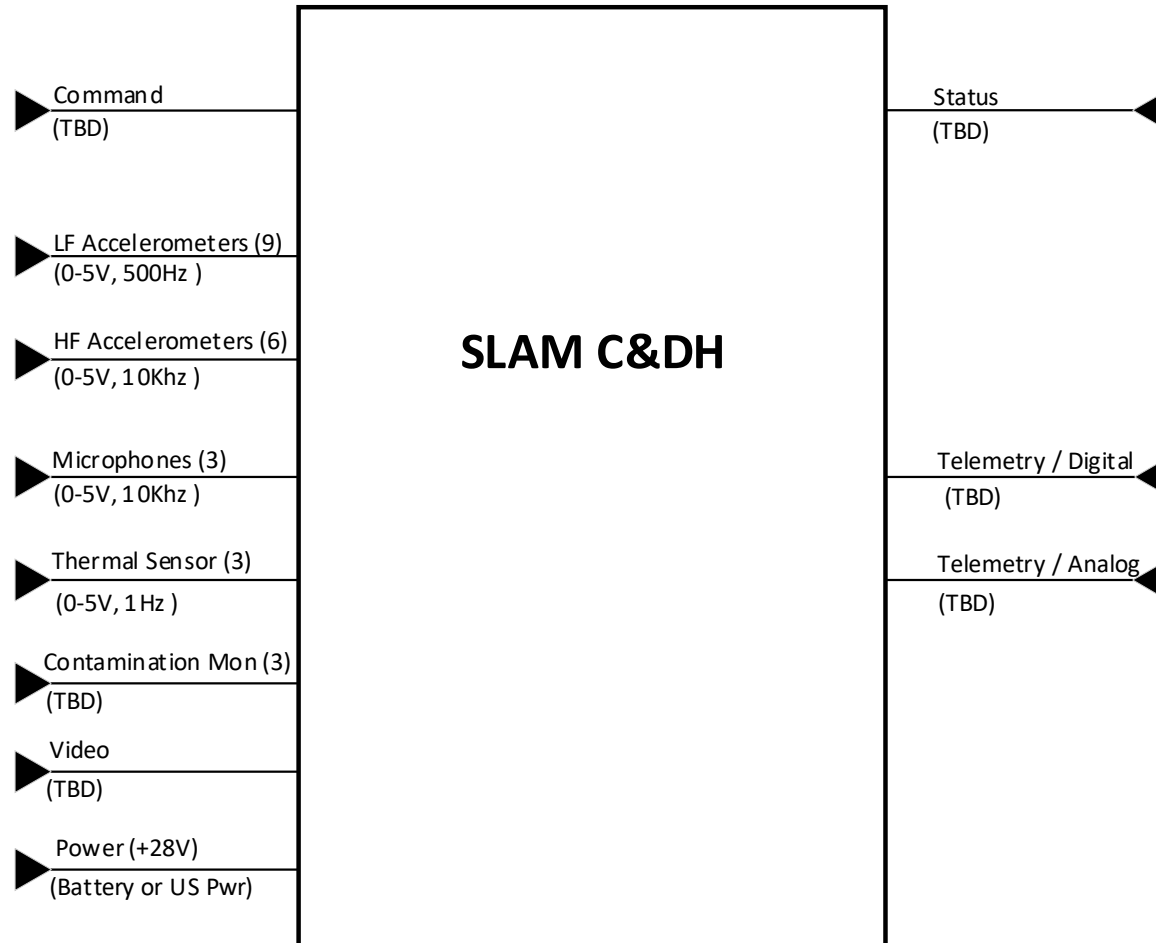 Command
(TBD)
LF Accelerometers (9)
(0-5V, 500Hz )
HF Accelerometers (6)
(0-5V, 10Khz )
Microphones (3)
(0-5V, 10Khz )
Thermal Sensor (3)
(0-5V, 1Hz )
Contamination Mon (3)
(TBD)
Video
(TBD)
Power (+28V)
(Battery or US Pwr)
SLAM C&DH
Status
(TBD)
Telemetry / Digital
(TBD)
Telemetry / Analog
(TBD)